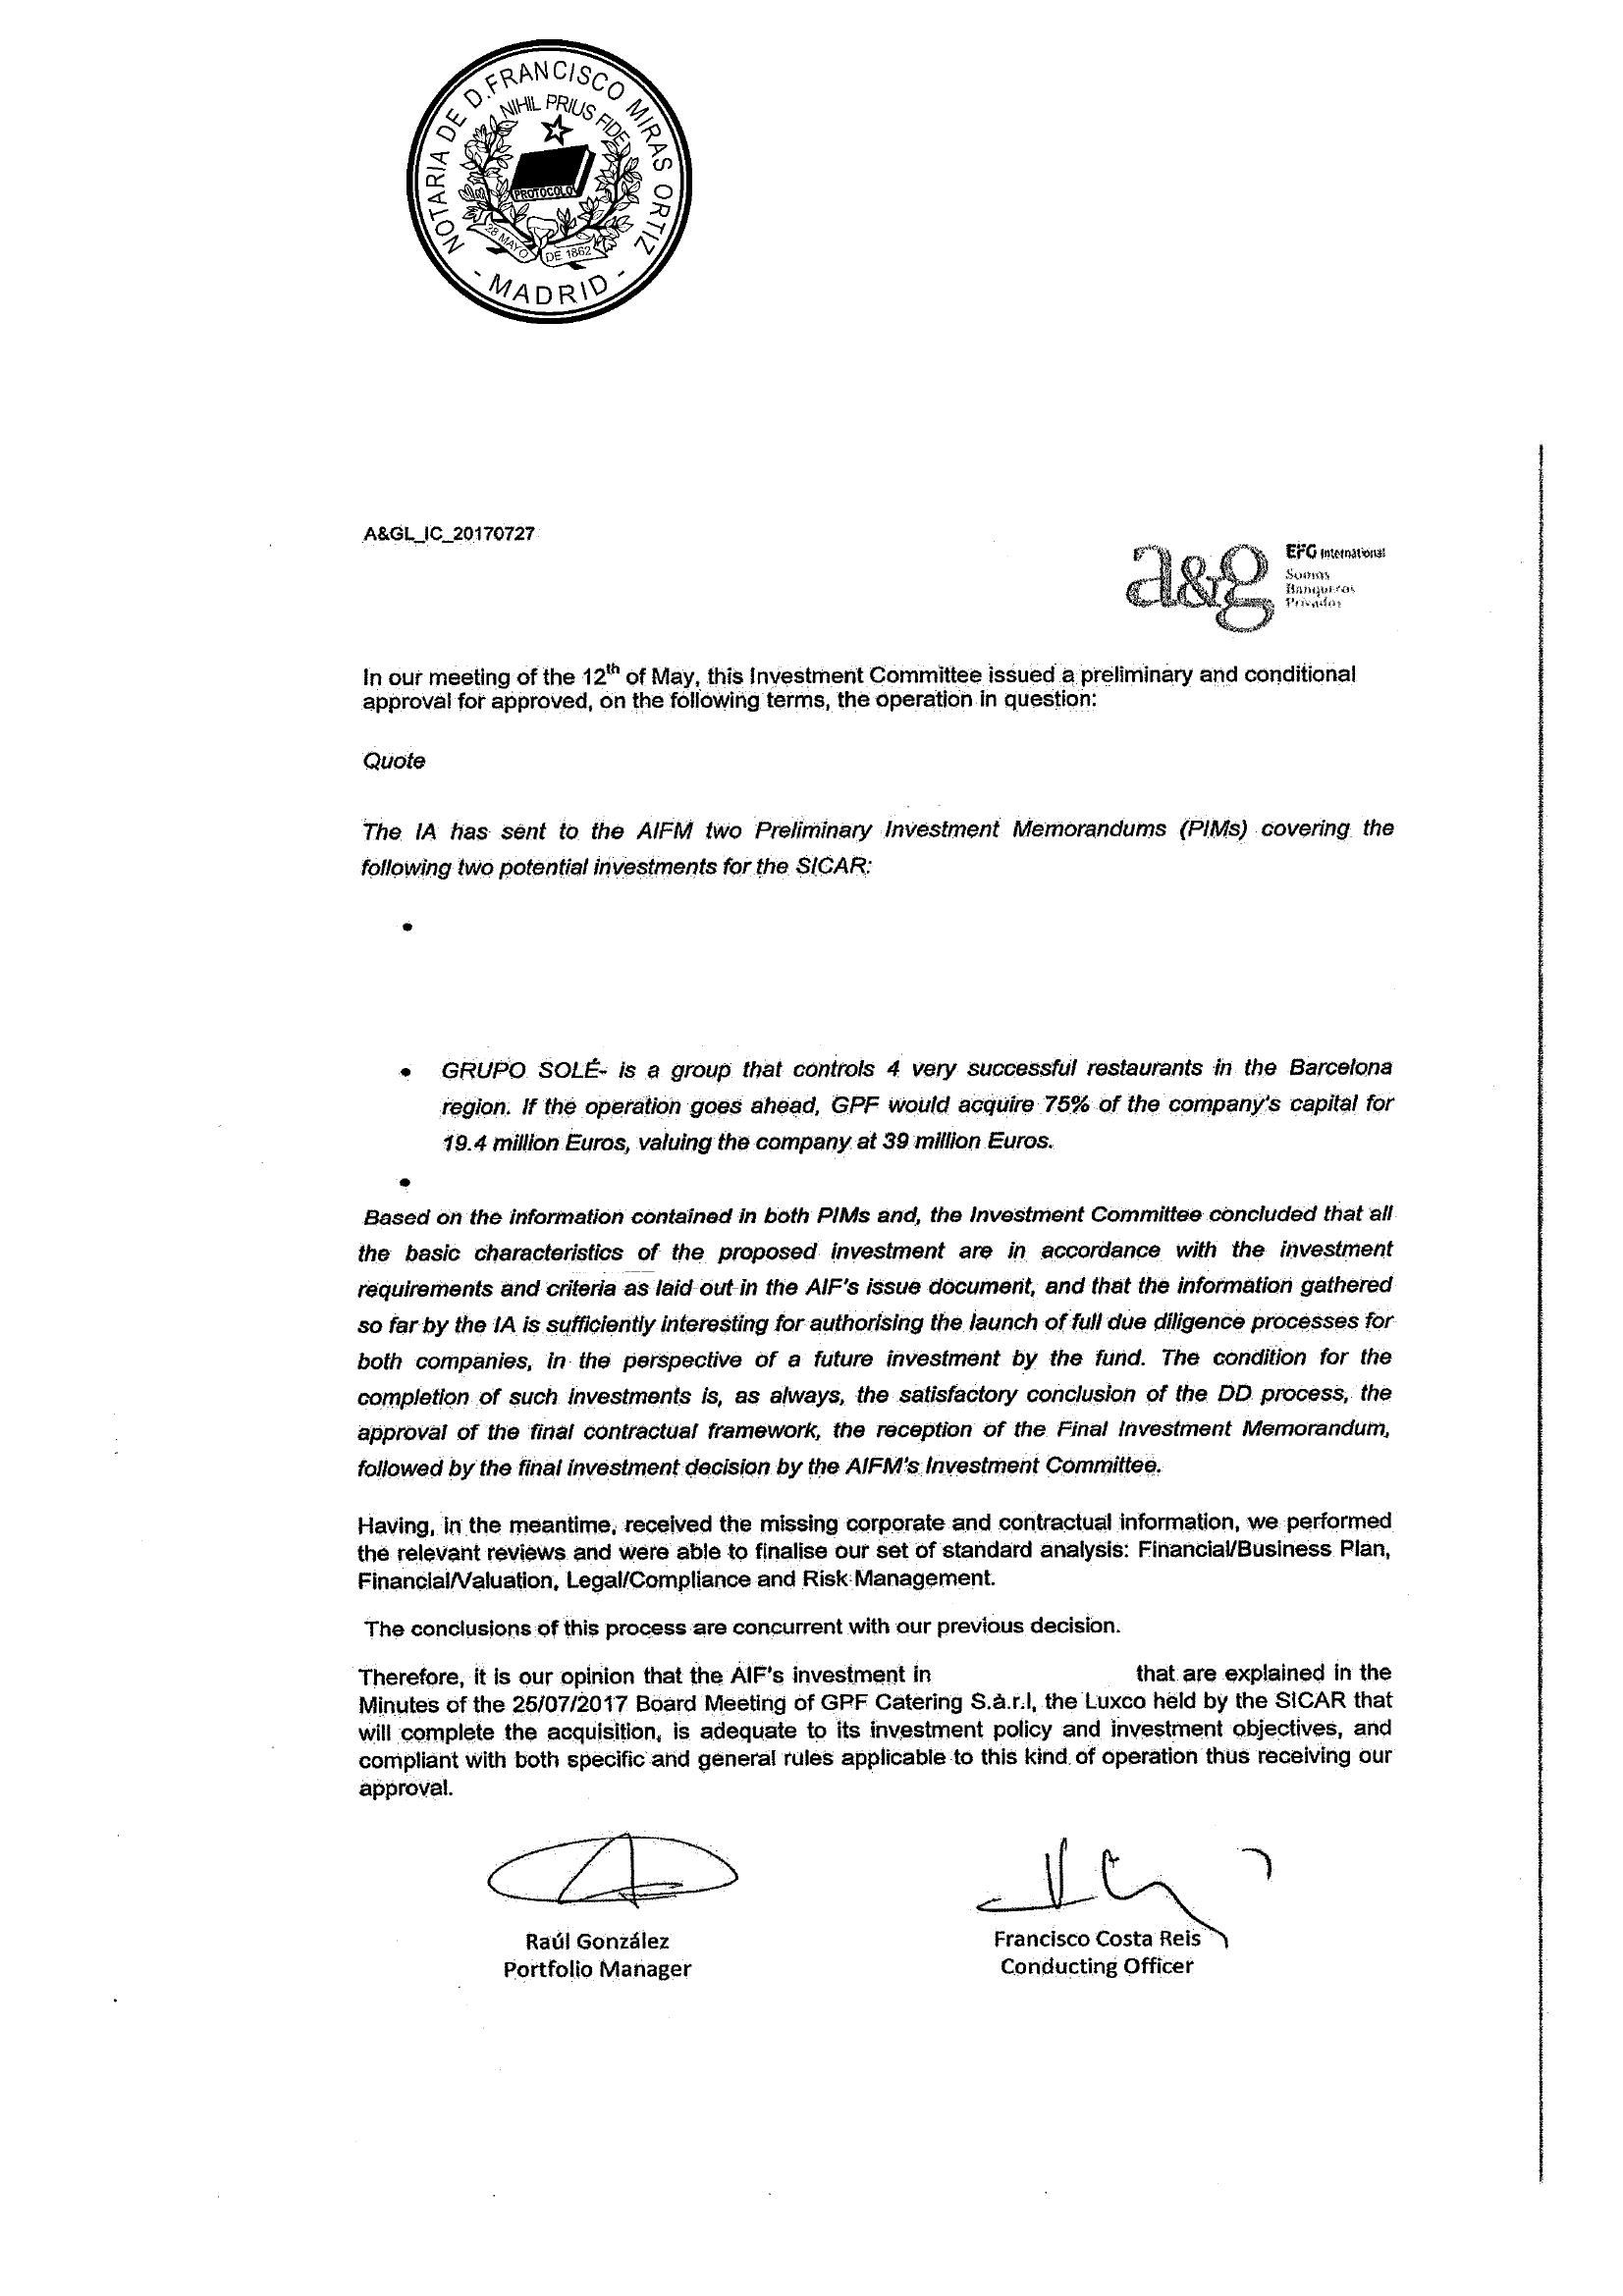 NOTARIA DE D. FRANCISCO MIRAS ORTIZ
NIHIL PRIUS FIDE
PROTOCOLO
28 MAYO DE 1862
- MADRID -
A&GL_IC_20170727
a&g
EFG International
Somos
Banqueros
Privados
In our meeting of the 12th of May, this Investment Committee issued a preliminary and conditional
approval for approved, on the following terms, the operation in question:
Quote
The IA has sent to the AIFM two Preliminary Investment Memorandums (PIMs) covering the
following two potential investments for the SICAR:
•
• GRUPO SOLÉ- is a group that controls 4 very successful restaurants in the Barcelona
region. If the operation goes ahead, GPF would acquire 75% of the company's capital for
19.4 million Euros, valuing the company at 39 million Euros.
•
Based on the information contained in both PIMs and, the Investment Committee concluded that all
the basic characteristics of the proposed investment are in accordance with the investment
requirements and criteria as laid out in the AIF's issue document, and that the information gathered
so far by the IA is sufficiently interesting for authorising the launch of full due diligence processes for
both companies, in the perspective of a future investment by the fund. The condition for the
completion of such investments is, as always, the satisfactory conclusion of the DD process, the
approval of the final contractual framework, the reception of the Final Investment Memorandum,
followed by the final investment decision by the AIFM's Investment Committee.
Having, in the meantime, received the missing corporate and contractual information, we performed
the relevant reviews and were able to finalise our set of standard analysis: Financial/Business Plan,
Financial/Valuation, Legal/Compliance and Risk Management.
The conclusions of this process are concurrent with our previous decision.
Therefore, it is our opinion that the AIF's investment in that are explained in the
Minutes of the 25/07/2017 Board Meeting of GPF Catering S.à.r.l, the Luxco held by the SICAR that
will complete the acquisition, is adequate to its investment policy and investment objectives, and
compliant with both specific and general rules applicable to this kind of operation thus receiving our
approval.
Raúl González
Portfolio Manager
Francisco Costa Reis
Conducting Officer